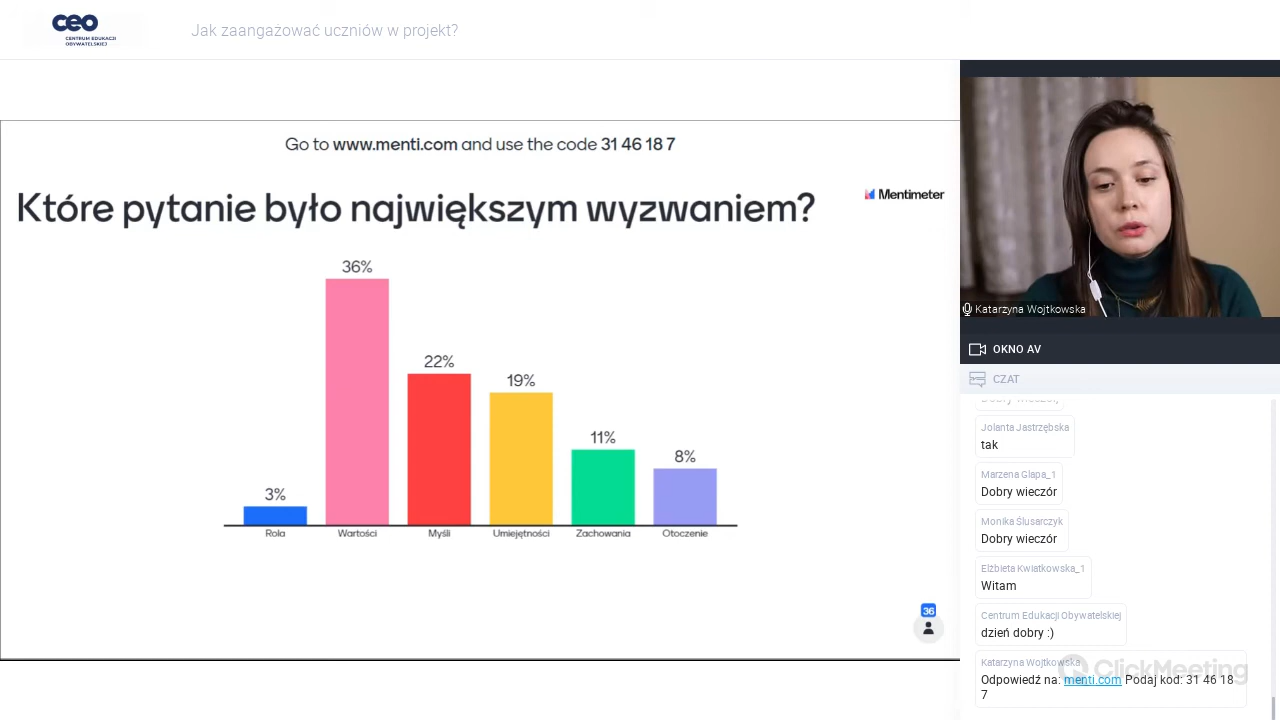 ceo
CENTRUM EDUKACJI
OBYWATELSKIEJ
Jak zaangażować uczniów w projekt?
Go to www.menti.com and use the code 31 46 18 7
Które pytanie było największym wyzwaniem?
Mentimeter
36%
22%
19%
11%
8%
3%
Rola
Wartości
Myśli
Umiejętności
Zachowania
Otoczenie
36
Katarzyna Wojtkowska
OKNO AV
CZAT
Dobry wieczór,
Jolanta Jastrzębska
tak
Marzena Glapa_1
Dobry wieczór
Monika Ślusarczyk
Dobry wieczór
Elżbieta Kwiatkowska_1
Witam
Centrum Edukacji Obywatelskiej
dzień dobry :)
Katarzyna Wojtkowska
ClickMeeting
Odpowiedź na: menti.com Podaj kod: 31 46 18
7